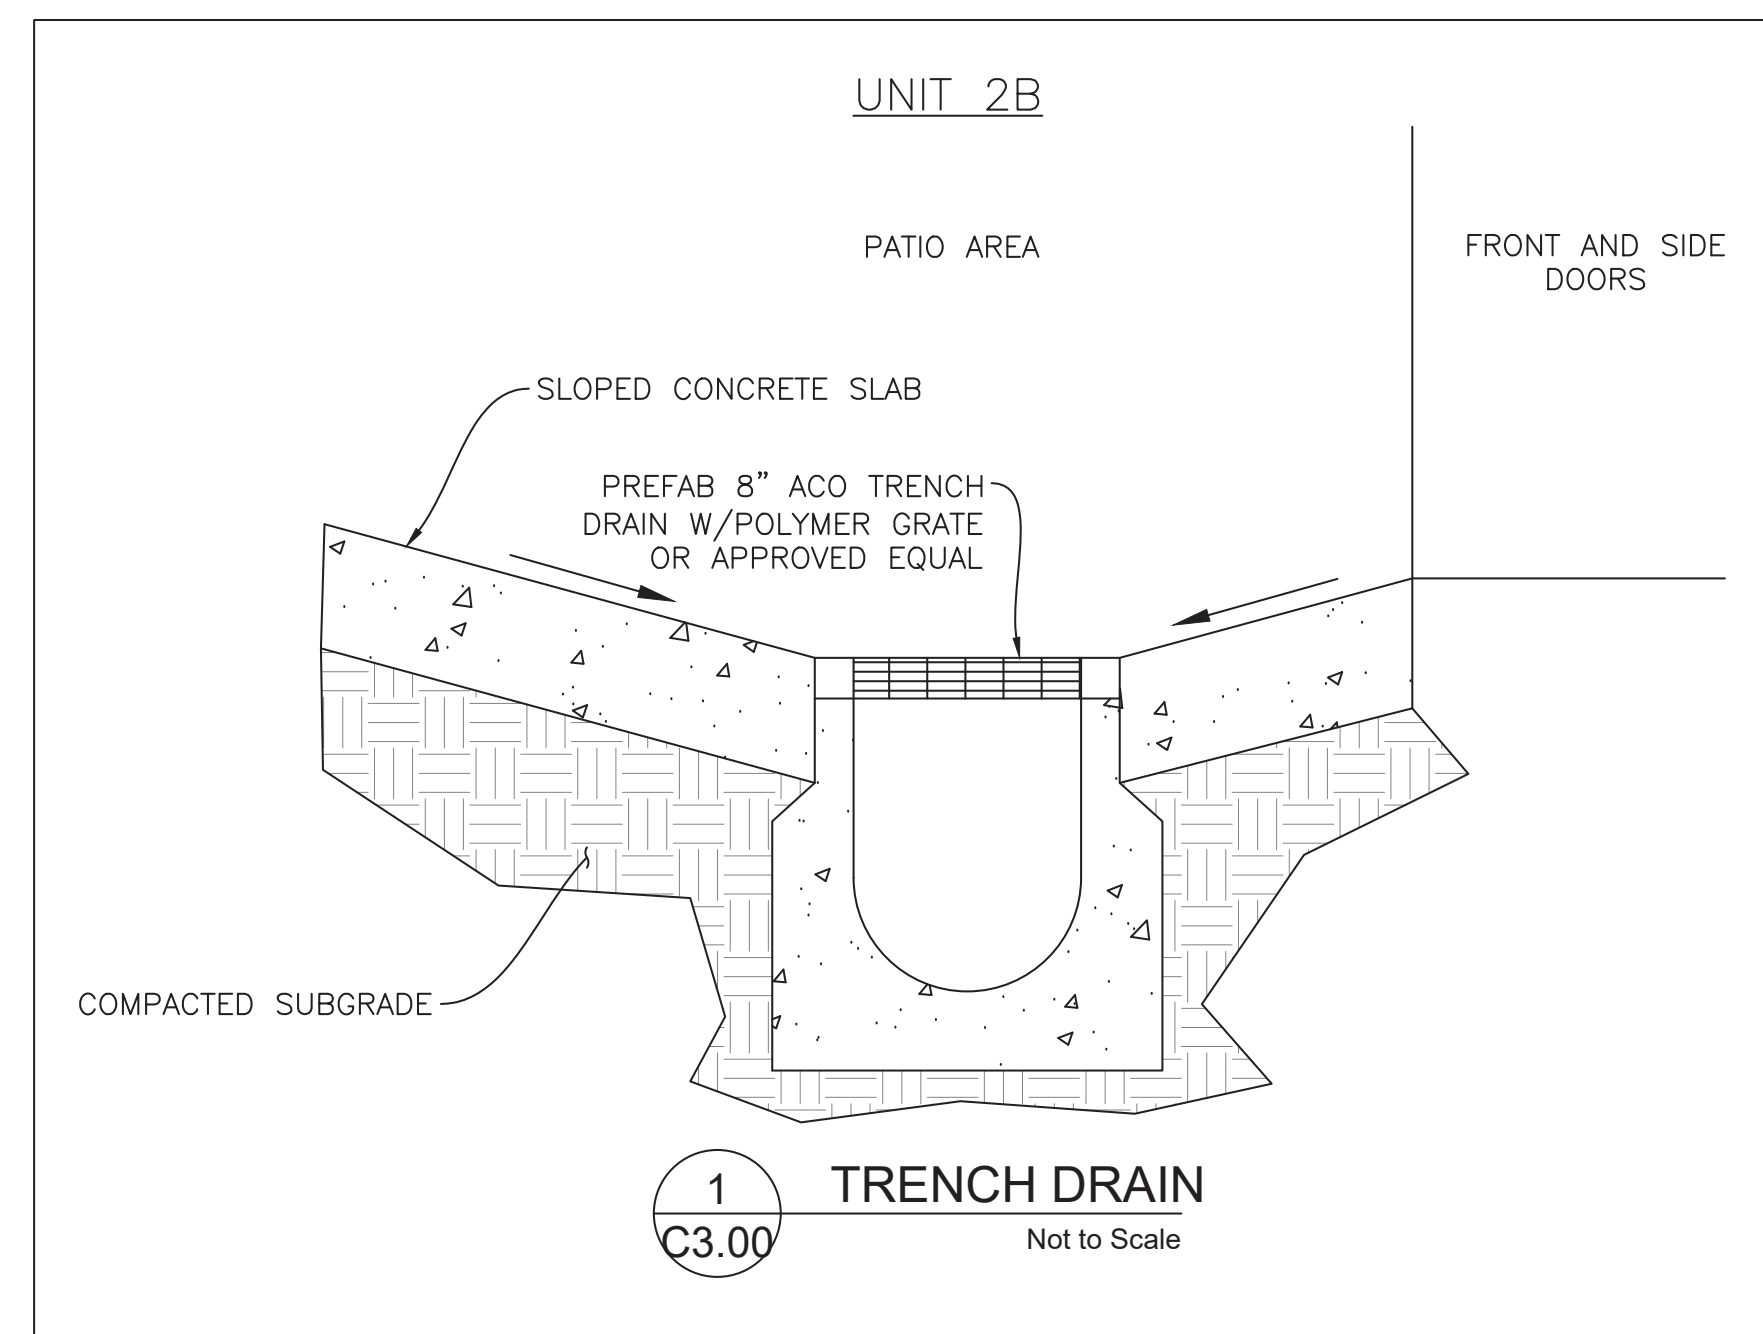 UNIT 2B
PATIO AREA
FRONT AND SIDE
DOORS
SLOPED CONCRETE SLAB
PREFAB 8” ACO TRENCH
DRAIN W/POLYMER GRATE
OR APPROVED EQUAL
COMPACTED SUBGRADE
1
C3.00
TRENCH DRAIN
Not to Scale